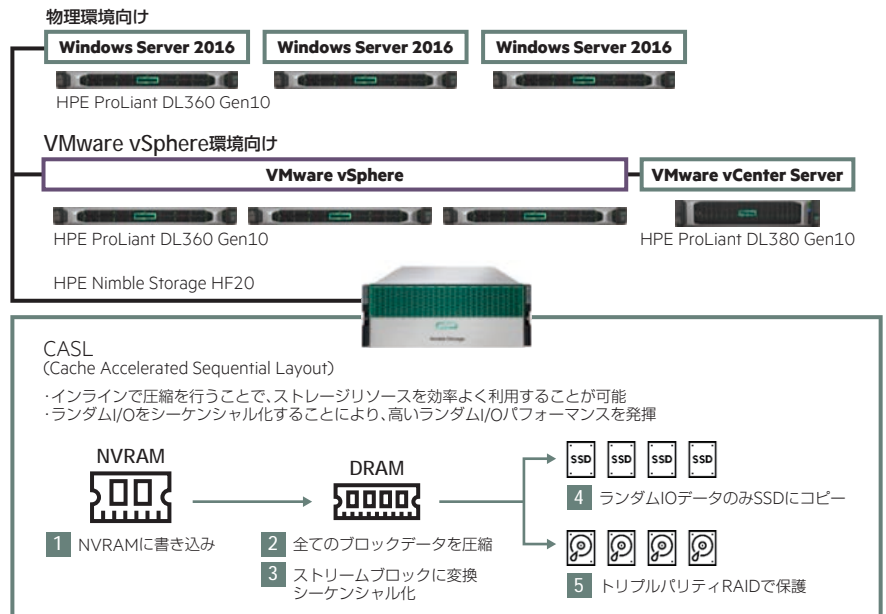 物理環境向け
Windows Server 2016
Windows Server 2016
Windows Server 2016
HPE ProLiant DL360 Gen10
VMware vSphere環境向け
VMware vSphere
VMware vCenter Server
HPE ProLiant DL360 Gen10
HPE ProLiant DL380 Gen10
HPE Nimble Storage HF20
CASL
(Cache Accelerated Sequential Layout)
・インラインで圧縮を行うことで、ストレージリソースを効率よく利用することが可能
・ランダムI/Oをシーケンシャル化することにより、高いランダムI/Oパフォーマンスを発揮
NVRAM
DRAM
SSD
SSD
SSD
SSD
1 NVRAMに書き込み
2 全てのブロックデータを圧縮
3 ストリームブロックに変換
シーケンシャル化
4 ランダムIOデータのみSSDにコピー
5 トリプルパリティRAIDで保護